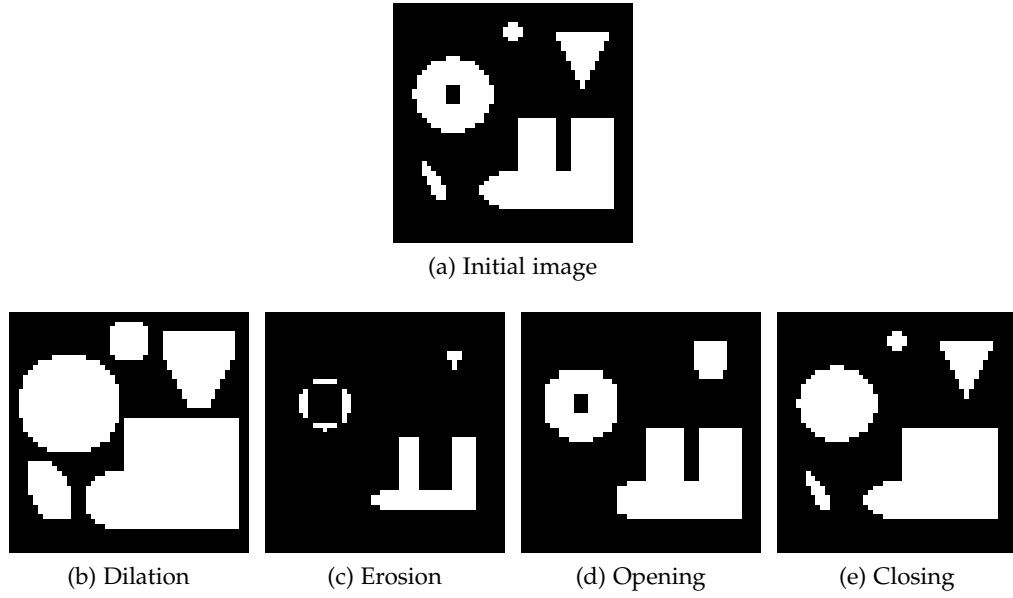 (a) Initial image
(b) Dilation
(c) Erosion
(d) Opening
(e) Closing